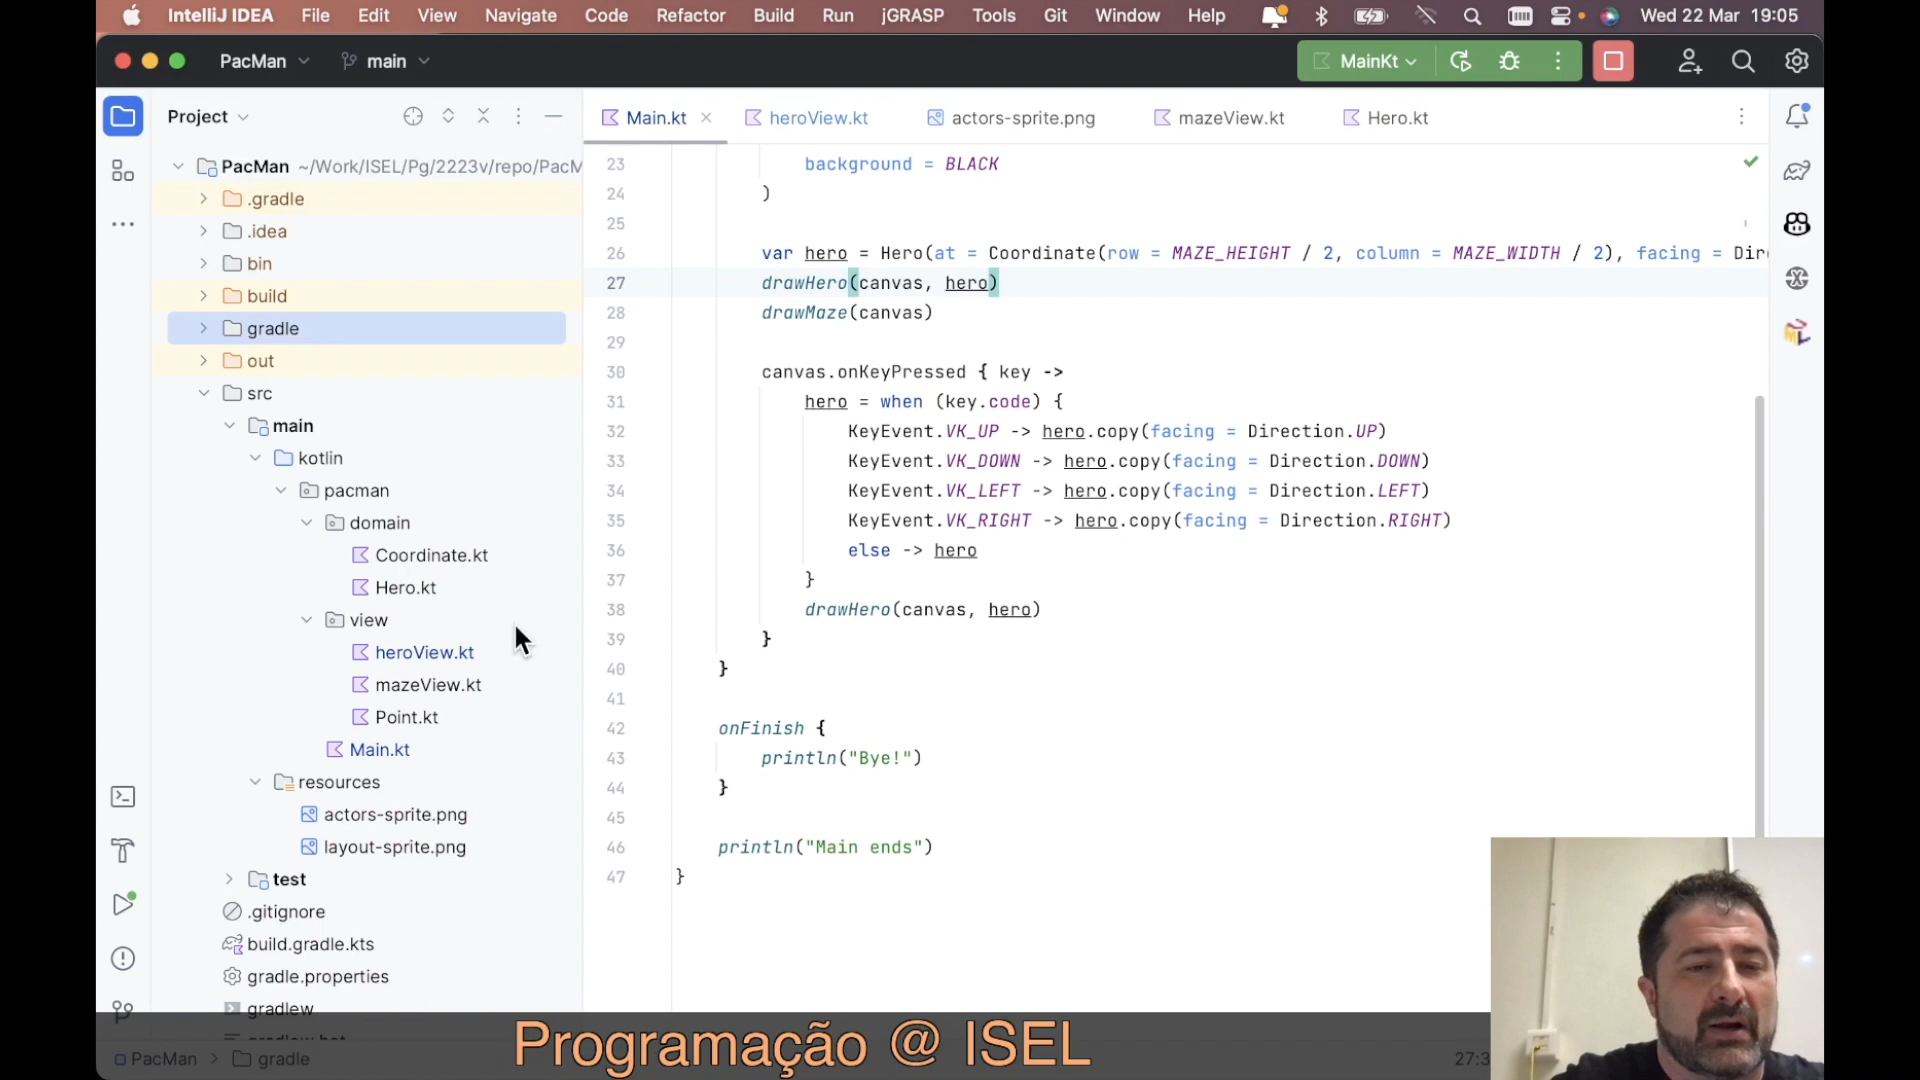 IntelliJ IDEA File Edit View Navigate Code Refactor Build Run jGRASP Tools Git Window Help Wed 22 Mar 19:05
PacMan main MainKt
Project
Main.kt heroView.kt actors-sprite.png mazeView.kt Hero.kt
PacMan ~/Work/ISEL/Pg/2223v/repo/PacM
.gradle
.idea
bin
build
gradle
out
src
main
kotlin
pacman
domain
Coordinate.kt
Hero.kt
view
heroView.kt
mazeView.kt
Point.kt
Main.kt
resources
actors-sprite.png
layout-sprite.png
test
.gitignore
build.gradle.kts
gradle.properties
gradlew
23 background = BLACK
24 )
25
26 var hero = Hero(at = Coordinate(row = MAZE_HEIGHT / 2, column = MAZE_WIDTH / 2), facing = Dir
27 drawHero(canvas, hero)
28 drawMaze(canvas)
29
30 canvas.onKeyPressed { key ->
31 hero = when (key.code) {
32 KeyEvent.VK_UP -> hero.copy(facing = Direction.UP)
33 KeyEvent.VK_DOWN -> hero.copy(facing = Direction.DOWN)
34 KeyEvent.VK_LEFT -> hero.copy(facing = Direction.LEFT)
35 KeyEvent.VK_RIGHT -> hero.copy(facing = Direction.RIGHT)
36 else -> hero
37 }
38 drawHero(canvas, hero)
39 }
40 }
41
42 onFinish {
43 println("Bye!")
44 }
45
46 println("Main ends")
47 }
PacMan > gradle
Programação @ ISEL
27:3